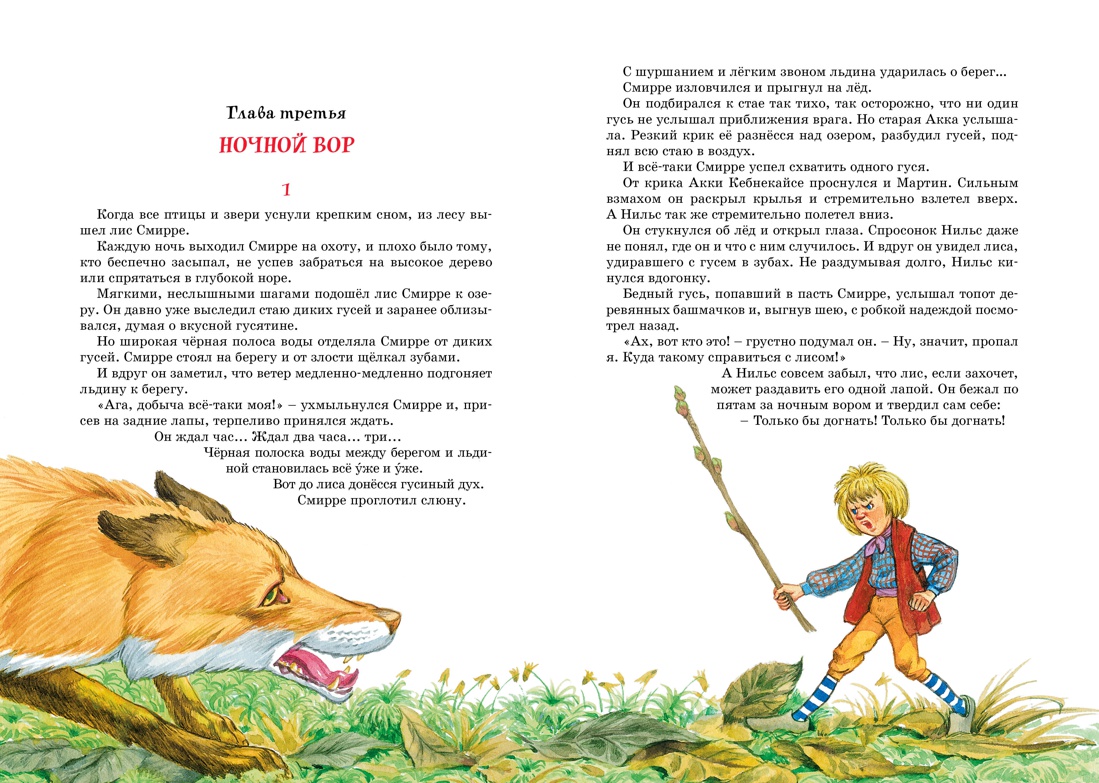 Глава третья
НОЧНОЙ ВОР
1
Когда все птицы и звери уснули крепким сном, из лесу вы-
шел лис Смирре.
Каждую ночь выходил Смирре на охоту, и плохо было тому,
кто беспечно засыпал, не успев забраться на высокое дерево
или спрятаться в глубокой норе.
Мягкими, неслышными шагами подошёл лис Смирре к озе-
ру. Он давно уже выследил стаю диких гусей и заранее облизы-
вался, думая о вкусной гусятине.
Но широкая чёрная полоса воды отделяла Смирре от диких
гусей. Смирре стоял на берегу и от злости щёлкал зубами.
И вдруг он заметил, что ветер медленно-медленно подгоняет
льдину к берегу.
«Ага, добыча всё-таки моя!» – ухмыльнулся Смирре и, при-
сев на задние лапы, терпеливо принялся ждать.
Он ждал час... Ждал два часа... три...
Чёрная полоска воды между берегом и льди-
ной становилась всё у́же и у́же.
Вот до лиса донёсся гусиный дух.
Смирре проглотил слюну.
С шуршанием и лёгким звоном льдина ударилась о берег...
Смирре изловчился и прыгнул на лёд.
Он подбирался к стае так тихо, так осторожно, что ни один
гусь не услышал приближения врага. Но старая Акка услыша-
ла. Резкий крик её разнёсся над озером, разбудил гусей, под-
нял всю стаю в воздух.
И всё-таки Смирре успел схватить одного гуся.
От крика Акки Кебнекайсе проснулся и Мартин. Сильным
взмахом он раскрыл крылья и стремительно взлетел вверх.
А Нильс так же стремительно полетел вниз.
Он стукнулся об лёд и открыл глаза. Спросонок Нильс даже
не понял, где он и что с ним случилось. И вдруг он увидел лиса,
удиравшего с гусем в зубах. Не раздумывая долго, Нильс ки-
нулся вдогонку.
Бедный гусь, попавший в пасть Смирре, услышал топот де-
ревянных башмачков и, выгнув шею, с робкой надеждой посмо-
трел назад.
«Ах, вот кто это! – грустно подумал он. – Ну, значит, пропал
я. Куда такому справиться с лисом!»
А Нильс совсем забыл, что лис, если захочет,
может раздавить его одной лапой. Он бежал по
пятам за ночным вором и твердил сам себе:
– Только бы догнать! Только бы догнать!